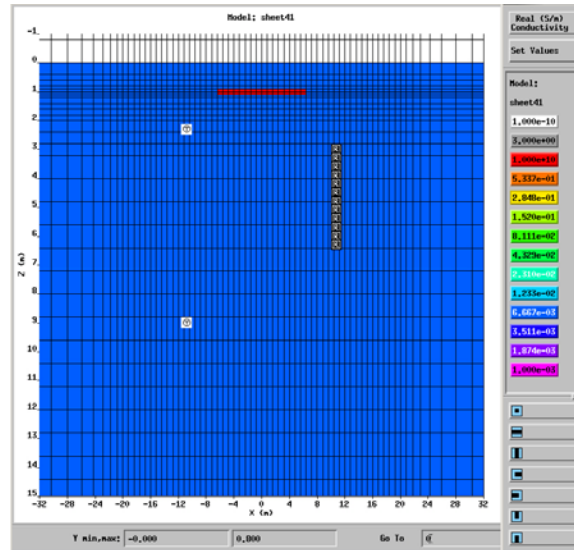 Model: sheet41
Real (S/m)
Conductivity
Set Values
Model:
sheet41
1.000e-10
3.000e+00
1.000e+10
5.337e-01
2.848e-01
1.520e-01
8.111e-02
4.329e-02
2.310e-02
1.233e-02
6.667e-03
3.511e-03
1.874e-03
1.000e-03
-1
0
1
2
3
4
5
6
7
8
9
10
11
12
13
14
15
Z (m)
-32 -28 -24 -20 -16 -12 -8 -4 0 4 8 12 16 20 24 28 32
X (m)
Y min,max: -0.000 0.800 Go To